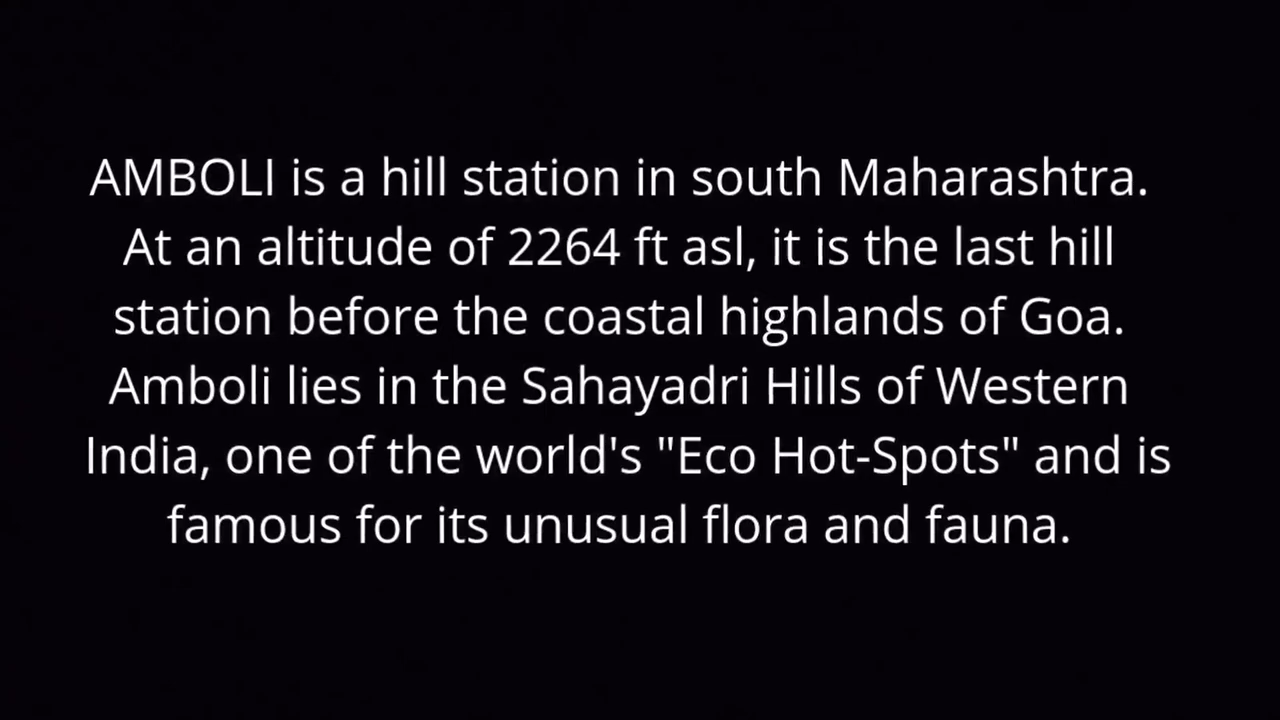 AMBOLI is a hill station in south Maharashtra.
At an altitude of 2264 ft asl, it is the last hill
station before the coastal highlands of Goa.
Amboli lies in the Sahayadri Hills of Western
India, one of the world's "Eco Hot-Spots" and is
famous for its unusual flora and fauna.